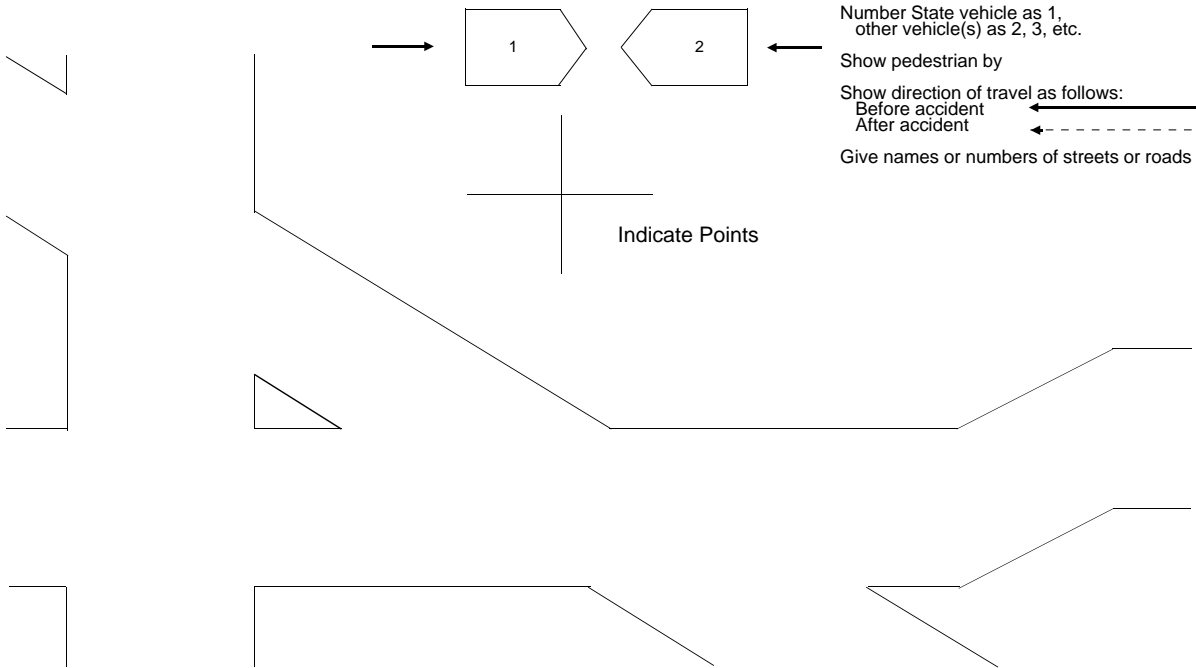 1
2
Number State vehicle as 1,
other vehicle(s) as 2, 3, etc.
Show pedestrian by
Show direction of travel as follows:
Before accident
After accident
Give names or numbers of streets or roads
Indicate Points